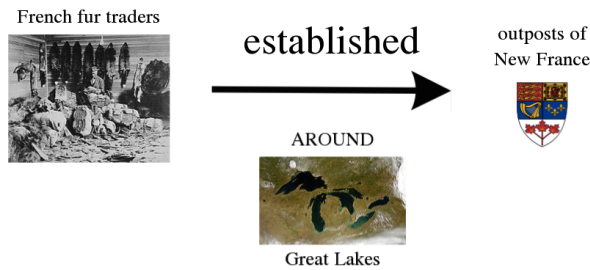 French fur traders
established
outposts of
New France
AROUND
Great Lakes